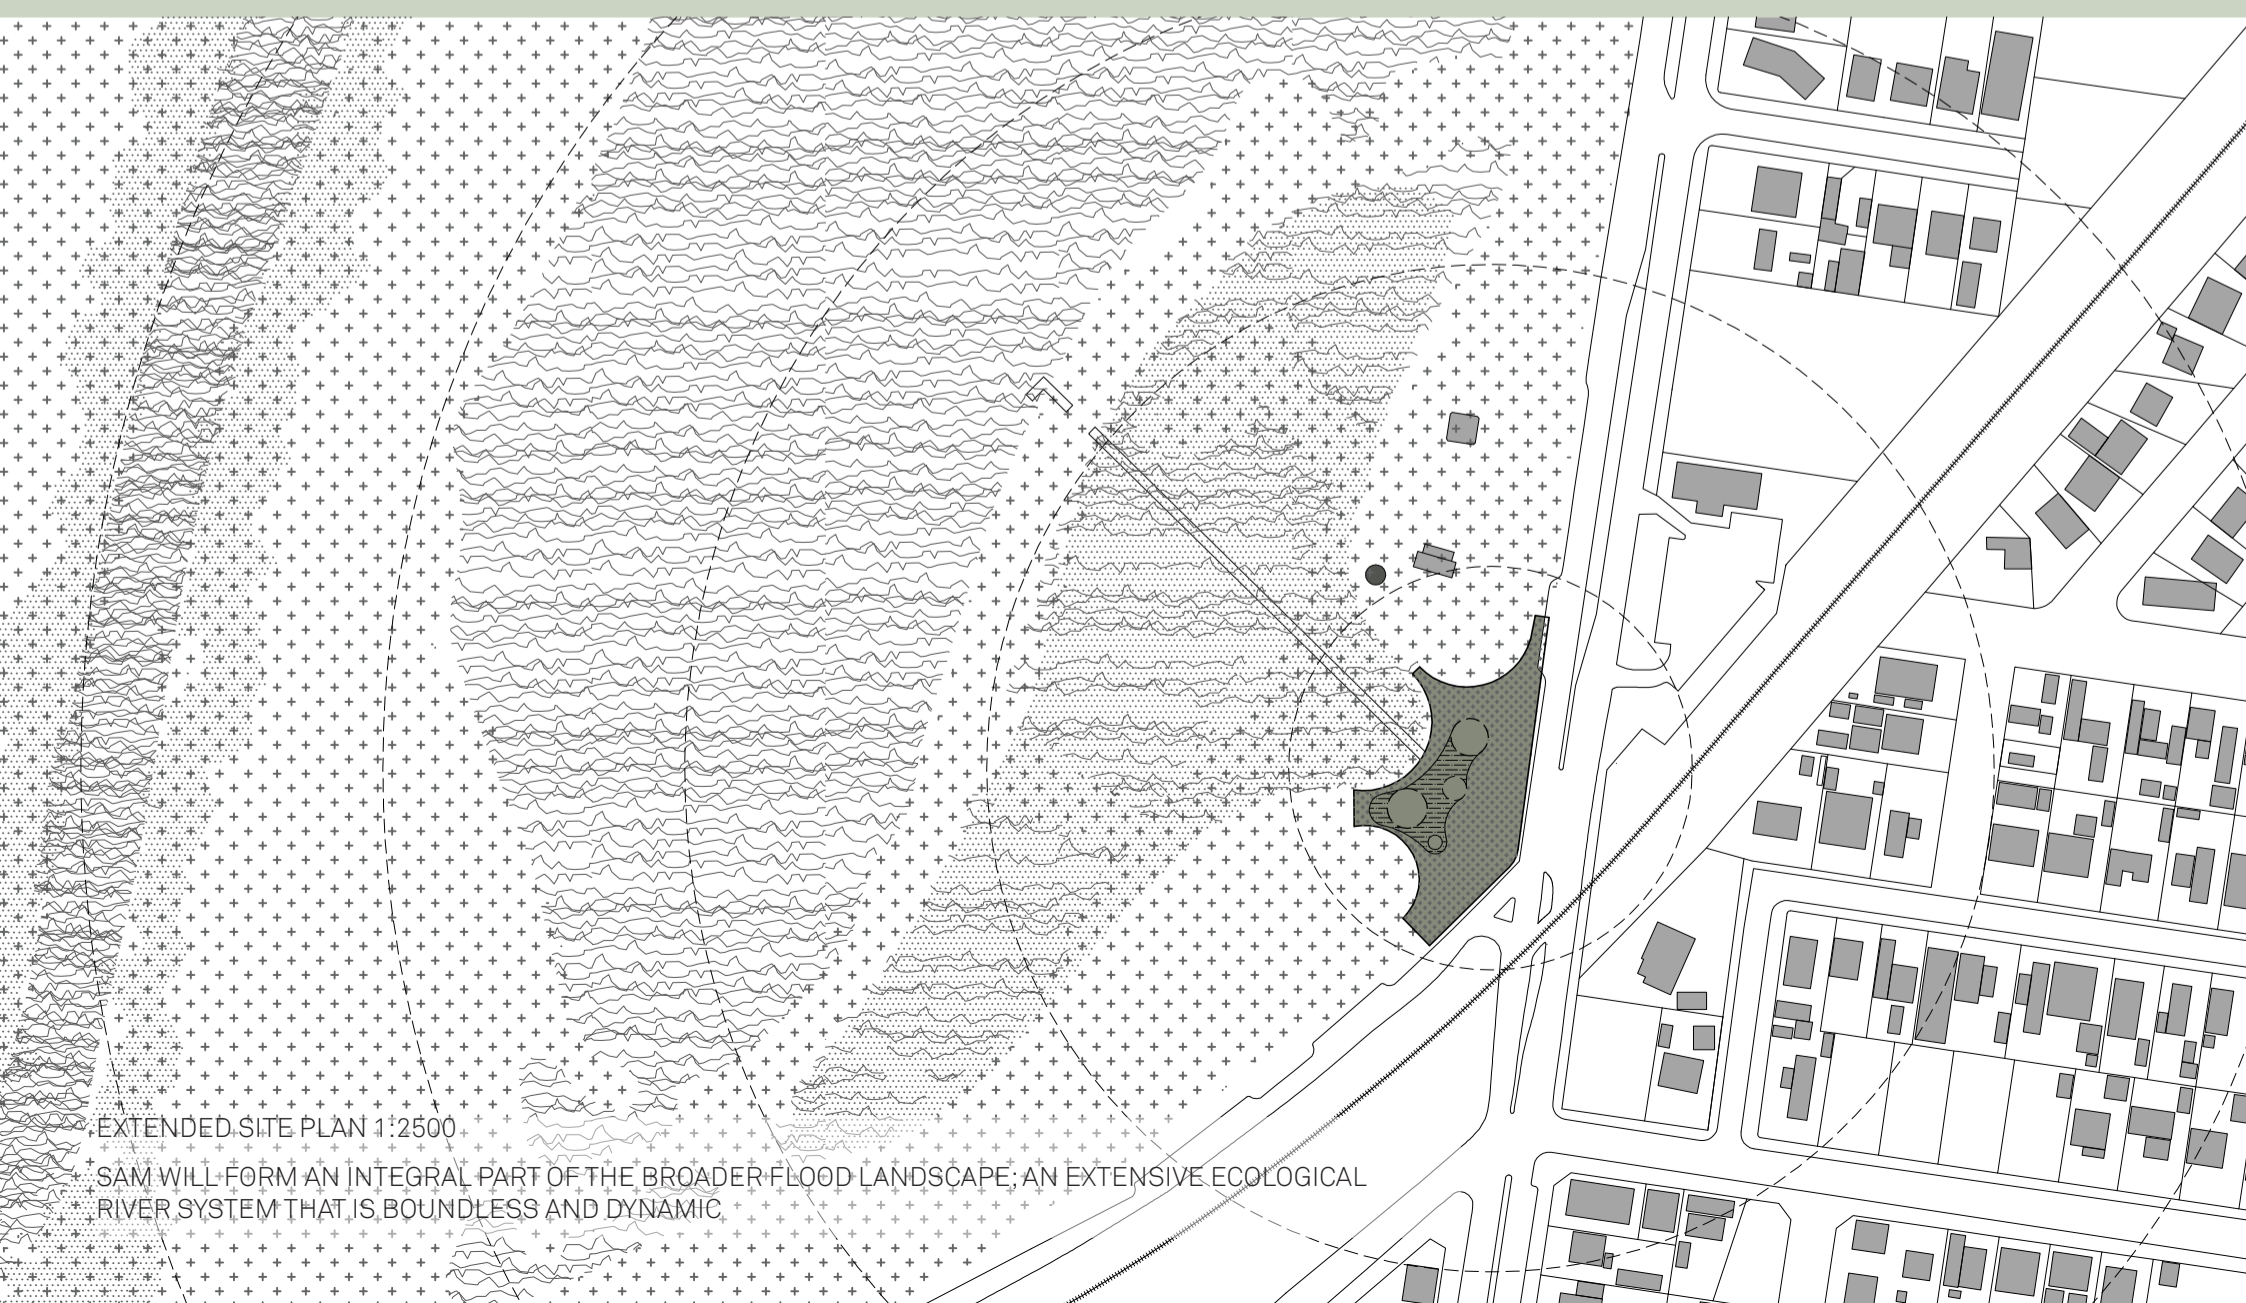 EXTENDED SITE PLAN 1:2500
SAM WILL FORM AN INTEGRAL PART OF THE BROADER FLOOD LANDSCAPE; AN EXTENSIVE ECOLOGICAL
RIVER SYSTEM THAT IS BOUNDLESS AND DYNAMIC